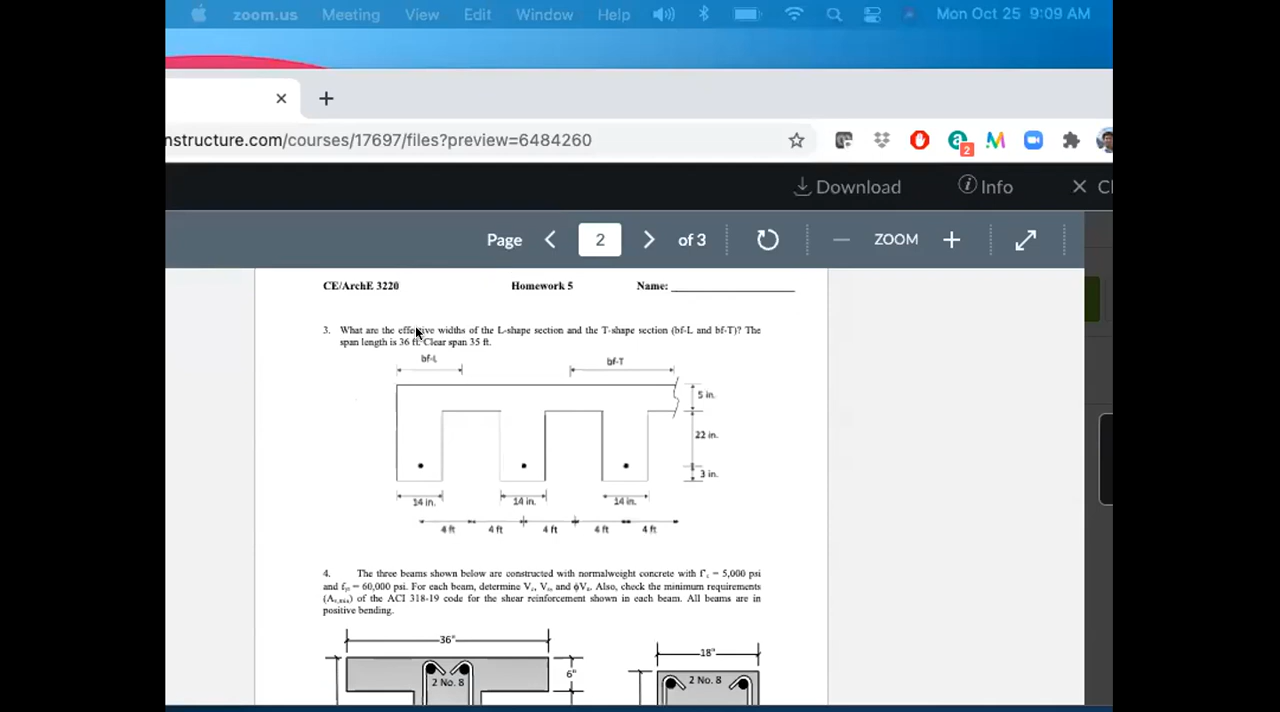 zoom.us Meeting View Edit Window Help Mon Oct 25 9:09 AM
nstructure.com/courses/17697/files?preview=6484260
2
Download Info Cl
Page 2 of 3 ZOOM
CE/ArchE 3220 Homework 5 Name:
3. What are the effective widths of the L-shape section and the T-shape section (bf-L and bf-T)? The
span length is 36 ft. Clear span 35 ft.
bf-L bf-T
5 in.
22 in.
3 in.
14 in. 14 in. 14 in.
4 ft 4 ft 4 ft 4 ft 4 ft
4. The three beams shown below are constructed with normalweight concrete with f'c = 5,000 psi
and fyt = 60,000 psi. For each beam, determine Vc, Vs, and ϕVn. Also, check the minimum requirements
(Av,min) of the ACI 318-19 code for the shear reinforcement shown in each beam. All beams are in
positive bending.
36"
18"
6"
2 No. 8
2 No. 8